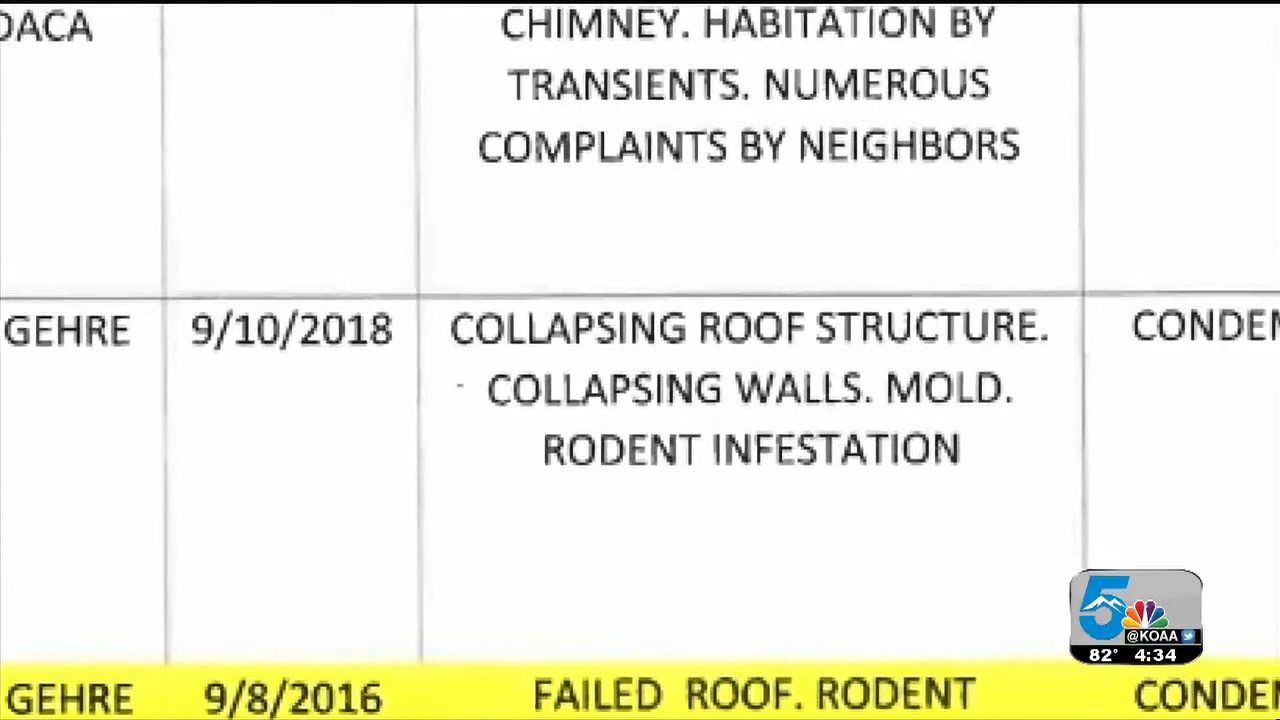 DACA
CHIMNEY. HABITATION BY
TRANSIENTS. NUMEROUS
COMPLAINTS BY NEIGHBORS
GEHRE
9/10/2018
COLLAPSING ROOF STRUCTURE.
COLLAPSING WALLS. MOLD.
RODENT INFESTATION
CONDEM
GEHRE
9/8/2016
FAILED ROOF. RODENT
CONDEM
5
@KOAA
82° 4:34